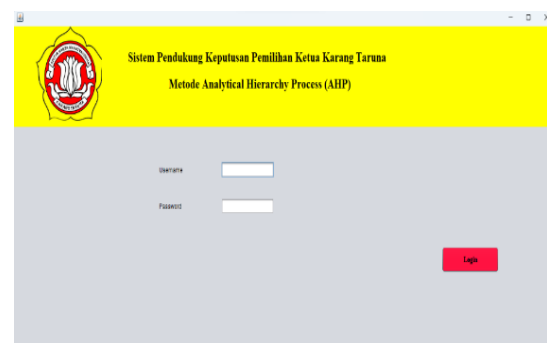 Sistem Pendukung Keputusan Pemilihan Ketua Karang Taruna
Metode Analytical Hierarchy Process (AHP)
Username
Password
Login